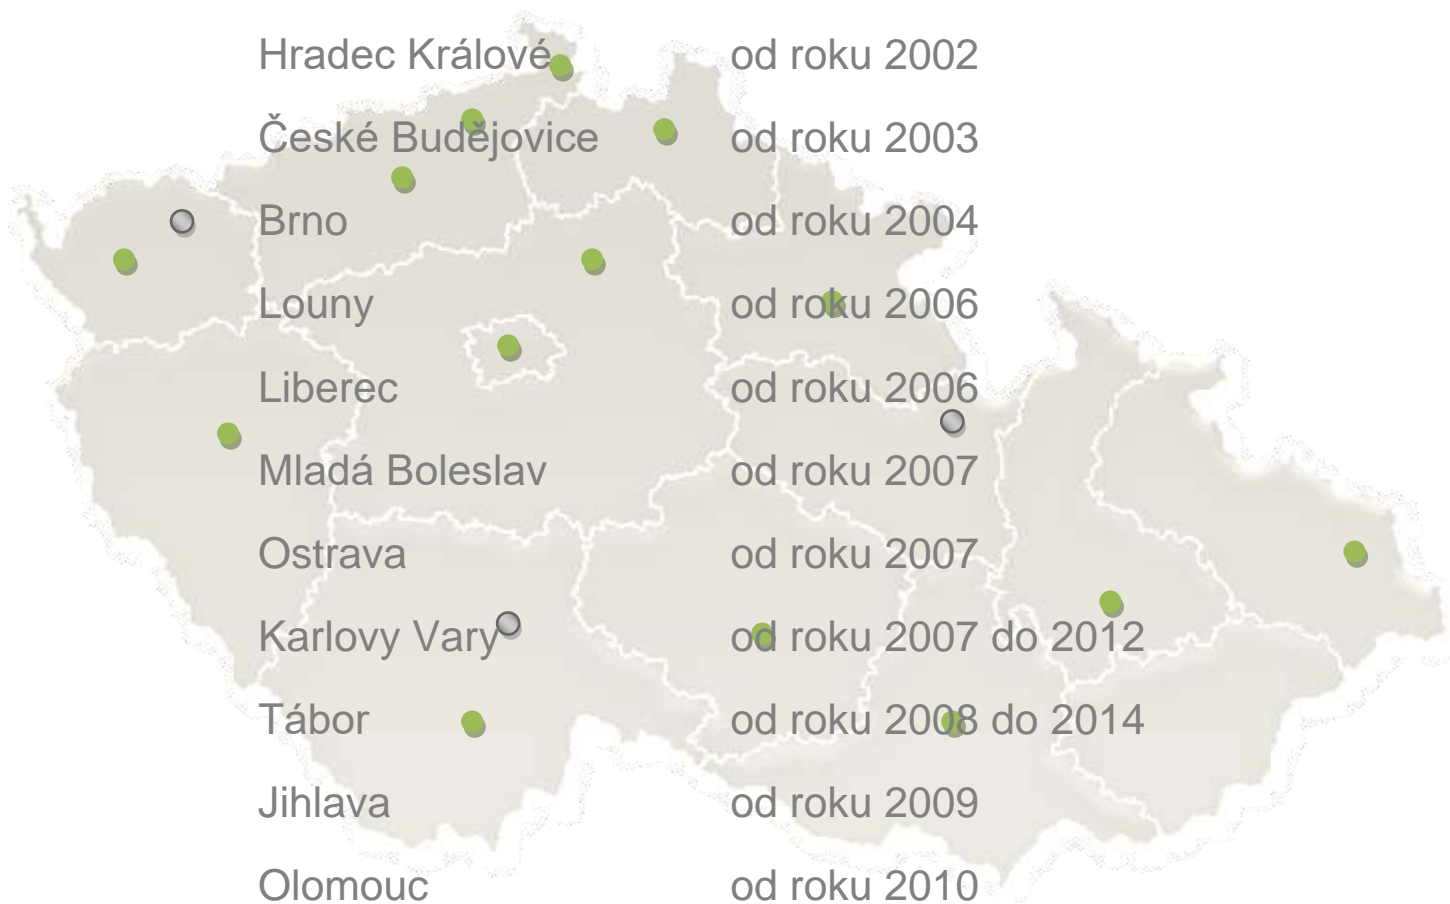 Hradec Králové od roku 2002
České Budějovice od roku 2003
Brno od roku 2004
Louny od roku 2006
Liberec od roku 2006
Mladá Boleslav od roku 2007
Ostrava od roku 2007
Karlovy Vary od roku 2007 do 2012
Tábor od roku 2008 do 2014
Jihlava od roku 2009
Olomouc od roku 2010